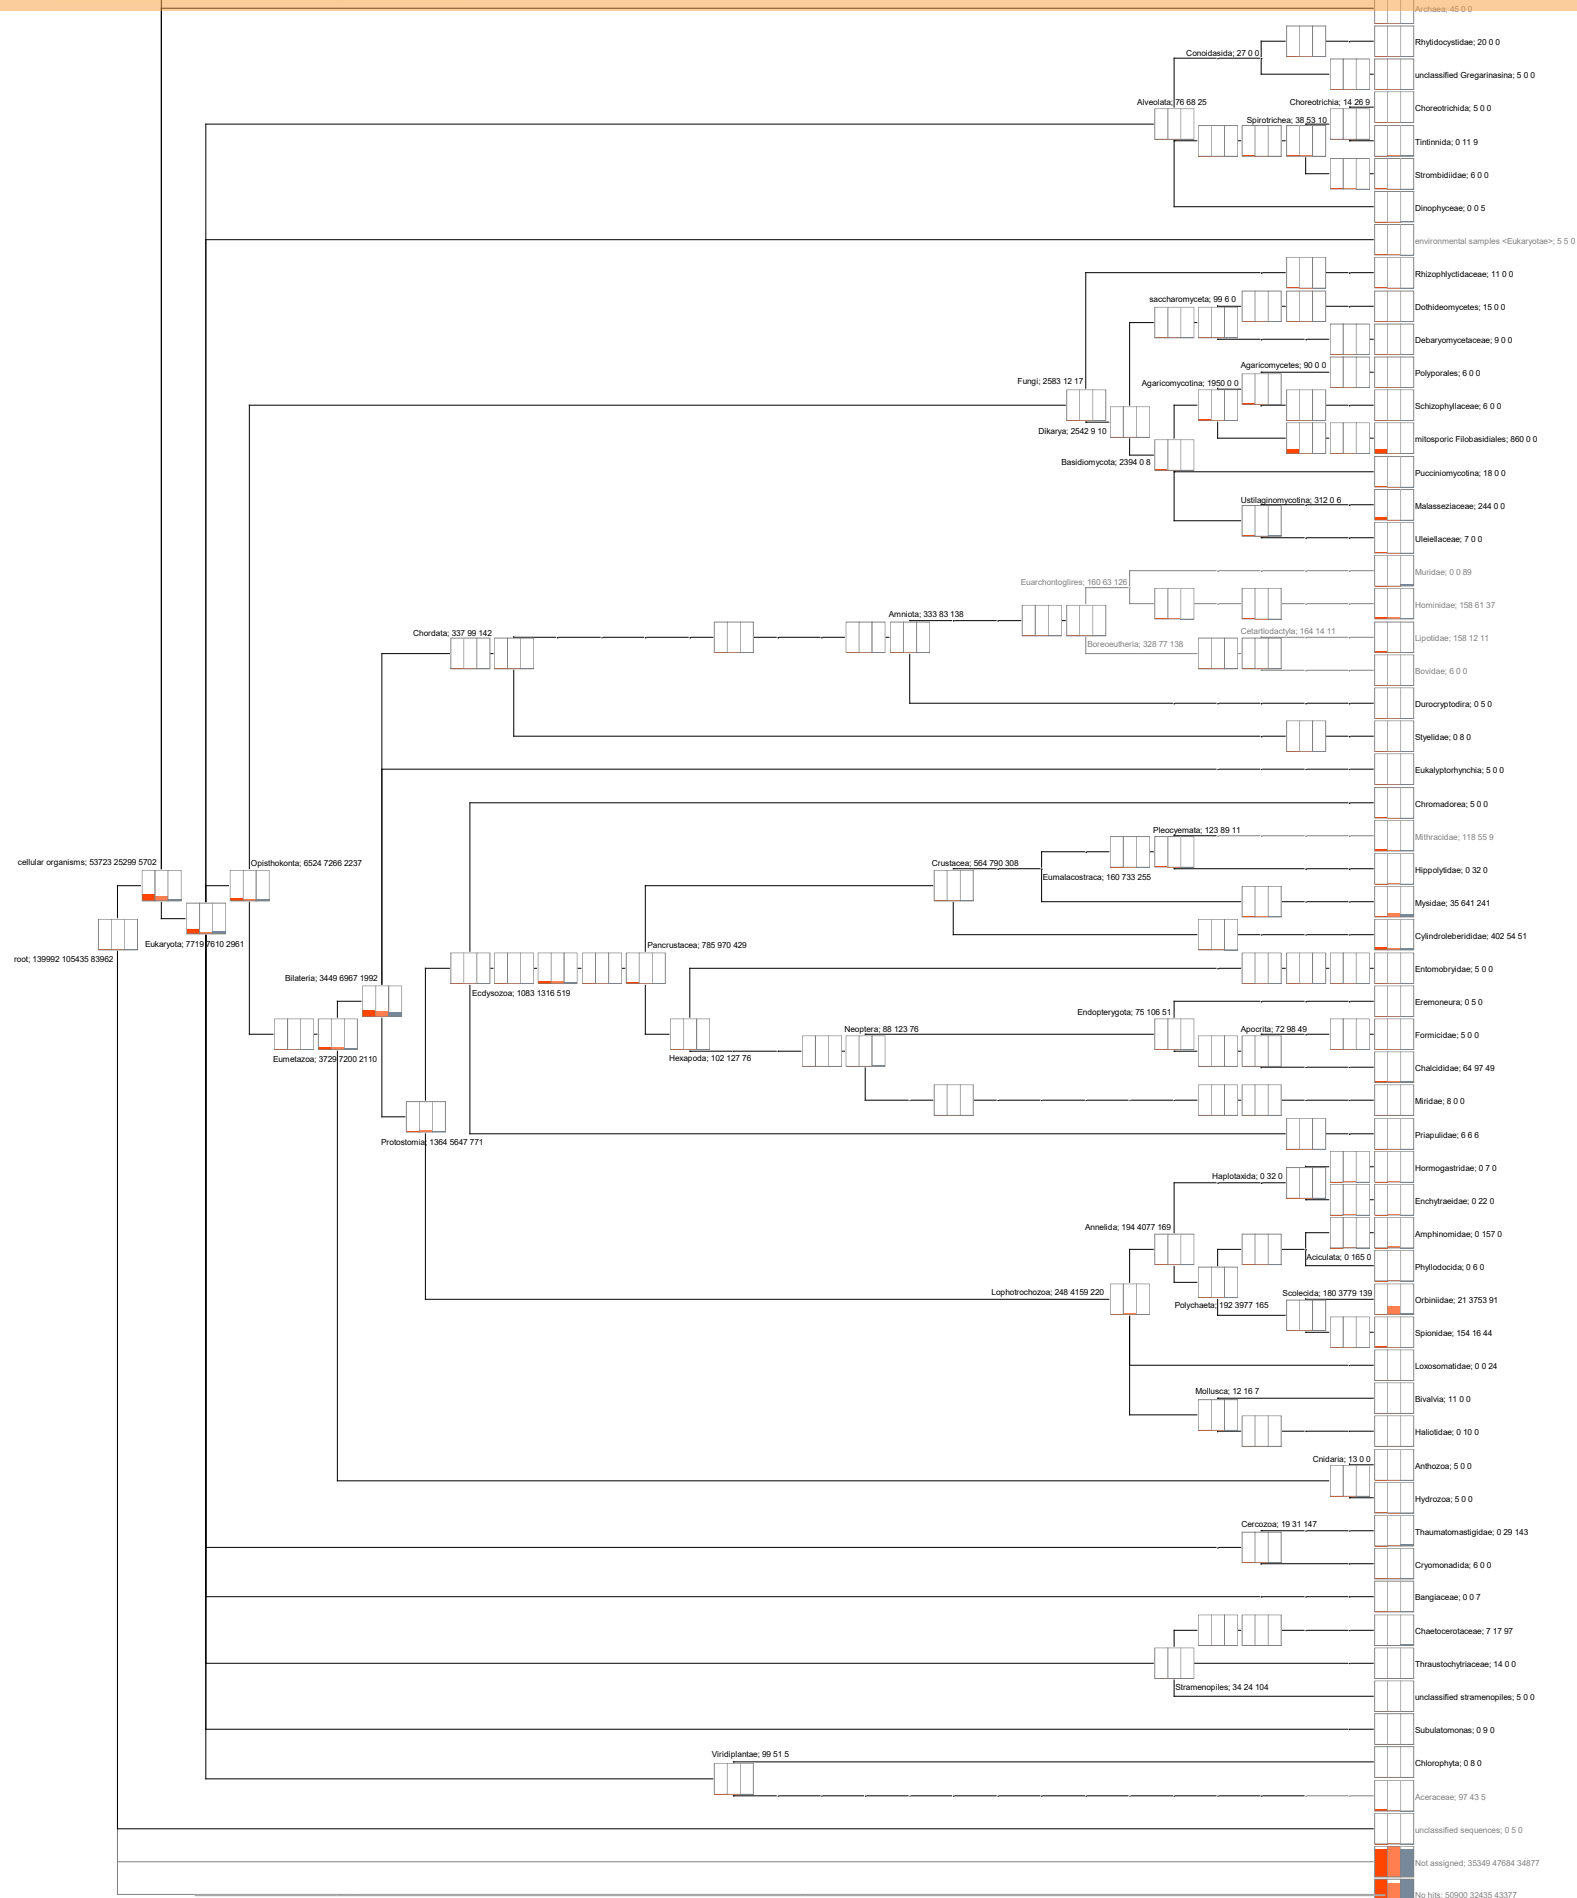 Archaea; 45 0 0
Rhytidocystidae; 20 0 0
Conoidasida; 27 0 0
unclassified Gregarinasina; 5 0 0
Alveolata; 76 68 25
Choreotrichia; 14 26 9
Choreotrichida; 5 0 0
Spirotrichea; 38 53 10
Tintinnida; 0 11 9
Strombidiidae; 6 0 0
Dinophyceae; 0 0 5
environmental samples <Eukaryotae>; 5 5 0
Rhizophlyctidaceae; 11 0 0
saccharomyceta; 99 6 0
Dothideomycetes; 15 0 0
Debaryomycetaceae; 9 0 0
Agaricomycetes; 90 0 0
Polyporales; 6 0 0
Fungi; 2583 12 17
Agaricomycotina; 1950 0 0
Schizophyllaceae; 6 0 0
Dikarya; 2542 9 10
mitosporic Filobasidiales; 860 0 0
Basidiomycota; 2394 0 8
Pucciniomycotina; 18 0 0
Ustilaginomycotina; 312 0 6
Malasseziaceae; 244 0 0
Uleiellaceae; 7 0 0
Muridae; 0 0 89
Euarchontoglires; 160 63 126
Hominidae; 158 61 37
Amniota; 333 83 138
Chordata; 337 99 142
Cetartiodactyla; 164 14 11
Lipotidae; 158 12 11
Boreoeutheria; 328 77 138
Bovidae; 6 0 0
Durocryptodira; 0 5 0
Styelidae; 0 8 0
Eukalyptorhynchia; 5 0 0
Chromadorea; 5 0 0
Pleocyemata; 123 89 11
Mithracidae; 118 55 9
cellular organisms; 53723 25299 5702
Opisthokonta; 6524 7266 2237
Crustacea; 564 790 308
Hippolytidae; 0 32 0
Eumalacostraca; 160 733 255
Mysidae; 35 641 241
Cylindroleberididae; 402 54 51
Eukaryota; 7719 7610 2961
Pancrustacea; 785 970 429
root; 139992 105435 83962
Entomobryidae; 5 0 0
Bilateria; 3449 6967 1992
Ecdysozoa; 1083 1316 519
Eremoneura; 0 5 0
Endopterygota; 75 106 51
Neoptera; 88 123 76
Apocrita; 72 98 49
Formicidae; 5 0 0
Eumetazoa; 3729 7200 2110
Hexapoda; 102 127 76
Chalcididae; 64 97 49
Miridae; 8 0 0
Priapulidae; 6 6 6
Protostomia; 1364 5647 771
Hormogastridae; 0 7 0
Haplotaxida; 0 32 0
Enchytraeidae; 0 22 0
Annelida; 194 4077 169
Amphinomidae; 0 157 0
Aciculata; 0 165 0
Phyllodocida; 0 6 0
Lophotrochozoa; 248 4159 220
Scolecida; 180 3779 139
Orbiniidae; 21 3753 91
Polychaeta; 192 3977 165
Spionidae; 154 16 44
Loxosomatidae; 0 0 24
Mollusca; 12 16 7
Bivalvia; 11 0 0
Haliotidae; 0 10 0
Cnidaria; 13 0 0
Anthozoa; 5 0 0
Hydrozoa; 5 0 0
Cercozoa; 19 31 147
Thaumatomastigidae; 0 29 143
Cryomonadida; 6 0 0
Bangiaceae; 0 0 7
Chaetocerotaceae; 7 17 97
Thraustochytriaceae; 14 0 0
Stramenopiles; 34 24 104
unclassified stramenopiles; 5 0 0
Subulatomonas; 0 9 0
Viridiplantae; 99 51 5
Chlorophyta; 0 8 0
Aceraceae; 97 43 5
unclassified sequences; 0 5 0
Not assigned; 35349 47684 34877
No hits; 50900 32435 43377